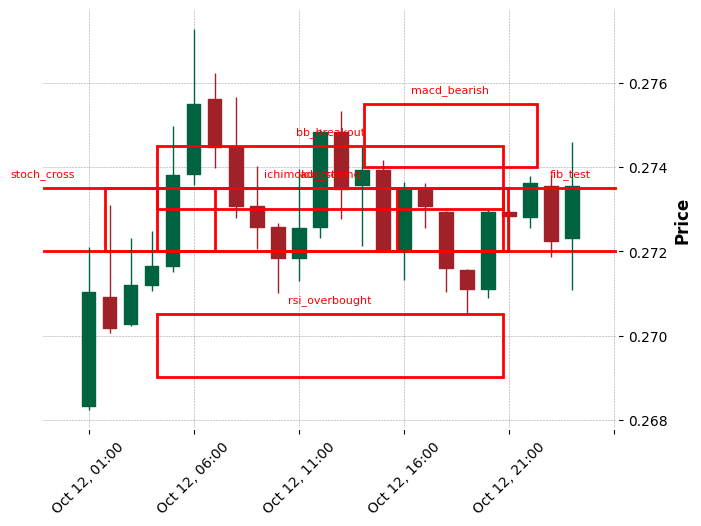 macd_bearish
0.276
bb_breakout
0.274
stoch_cross
fib_test
Price
0.272
rsi_overbought
0.270
0.268
Oct 12, 01:00
Oct 12, 06:00
Oct 12, 11:00
Oct 12, 16:00
Oct 12, 21:00